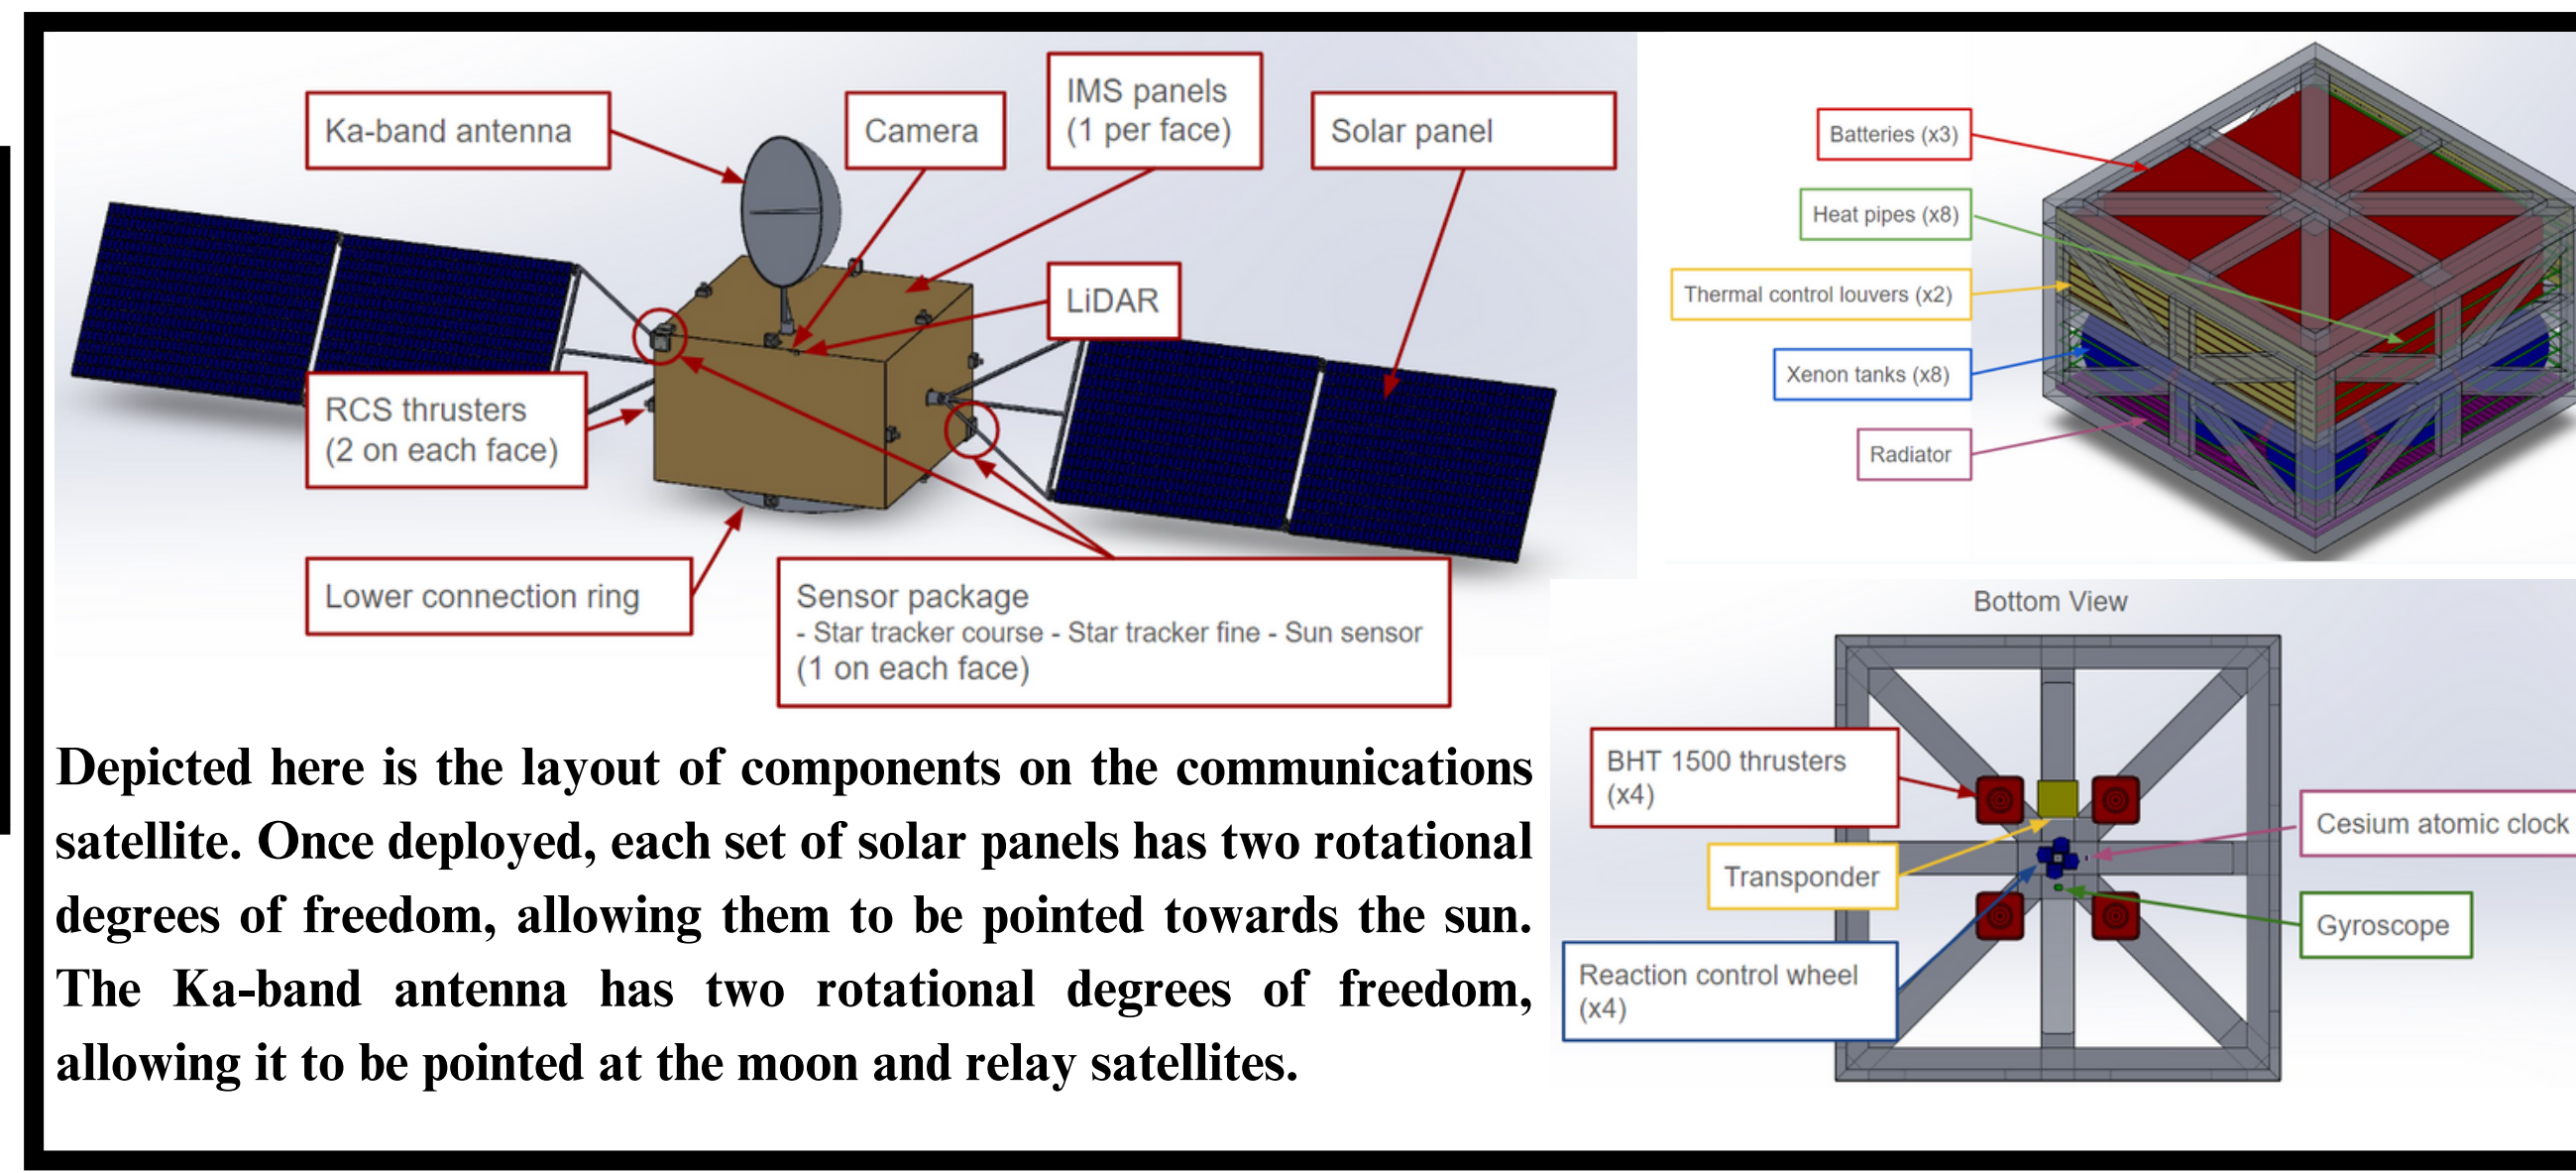 Ka-band antenna
Camera
IMS panels
(1 per face)
Solar panel
LiDAR
RCS thrusters
(2 on each face)
Lower connection ring
Sensor package
- Star tracker course - Star tracker fine - Sun sensor
(1 on each face)
Depicted here is the layout of components on the communications
satellite. Once deployed, each set of solar panels has two rotational
degrees of freedom, allowing them to be pointed towards the sun.
The Ka-band antenna has two rotational degrees of freedom,
allowing it to be pointed at the moon and relay satellites.
Batteries (x3)
Heat pipes (x8)
Thermal control louvers (x2)
Xenon tanks (x8)
Radiator
Bottom View
BHT 1500 thrusters
(x4)
Transponder
Reaction control wheel
(x4)
Cesium atomic clock
Gyroscope